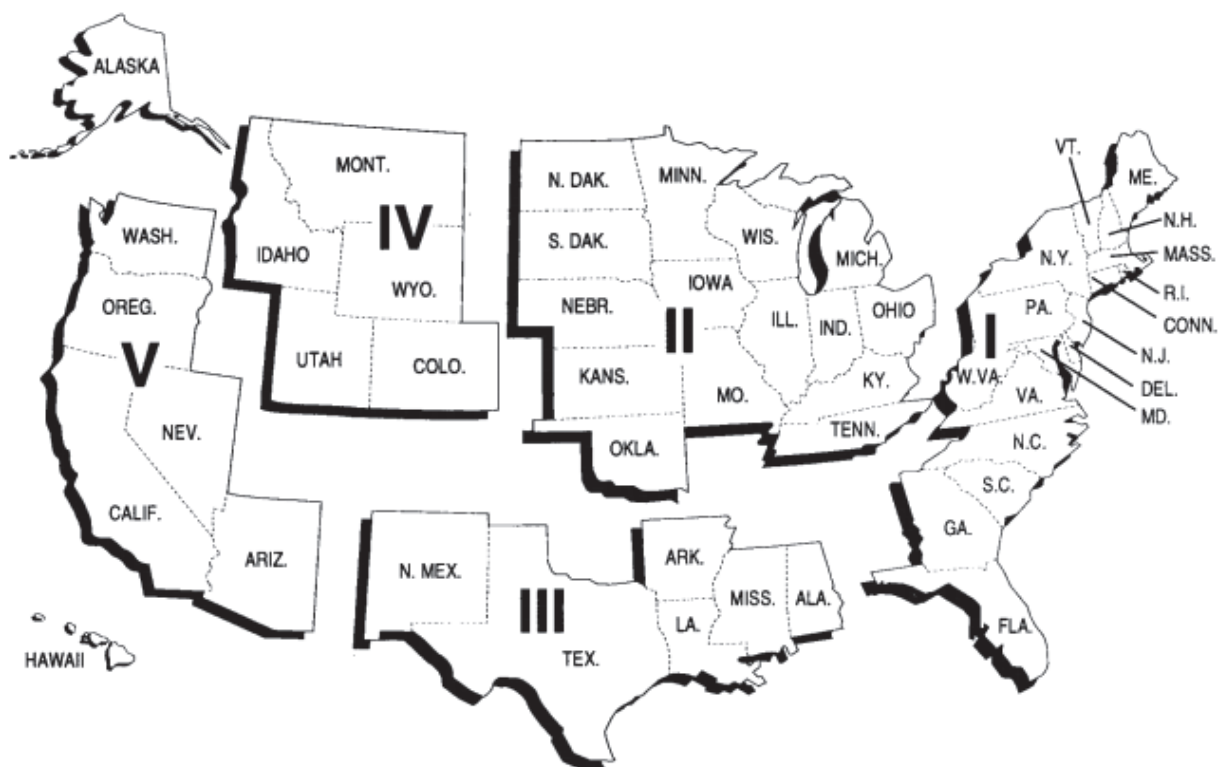 ALASKA
MONT.
IV
IDAHO
WYO.
UTAH
COLO.
WASH.
OREG.
V
NEV.
CALIF.
ARIZ.
HAWAII
N. DAK.
MINN.
S. DAK.
WIS.
MICH.
NEBR.
IOWA
II
ILL.
IND.
OHIO
KANS.
MO.
KY.
OKLA.
TENN.
N. MEX.
III
TEX.
ARK.
LA.
MISS.
ALA.
VT.
ME.
N.H.
N.Y.
MASS.
R.I.
PA.
CONN.
I
N.J.
W.VA.
DEL.
VA.
MD.
N.C.
S.C.
GA.
FLA.